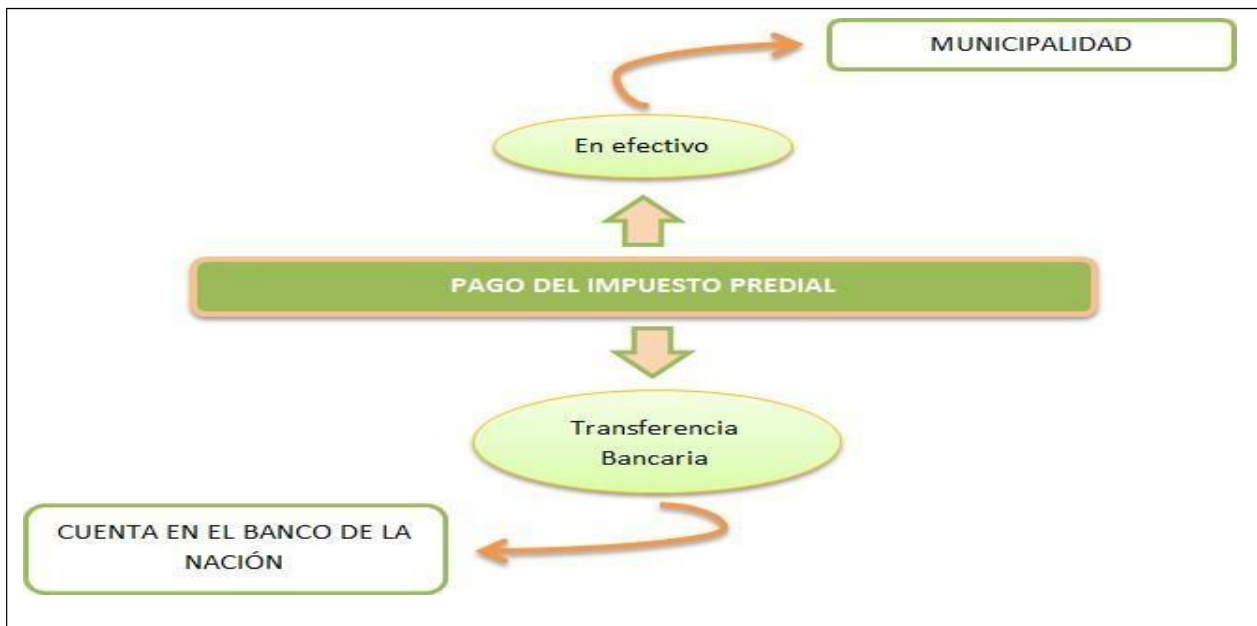 MUNICIPALIDAD
En efectivo
PAGO DEL IMPUESTO PREDIAL
Transferencia
Bancaria
CUENTA EN EL BANCO DE LA
NACIÓN